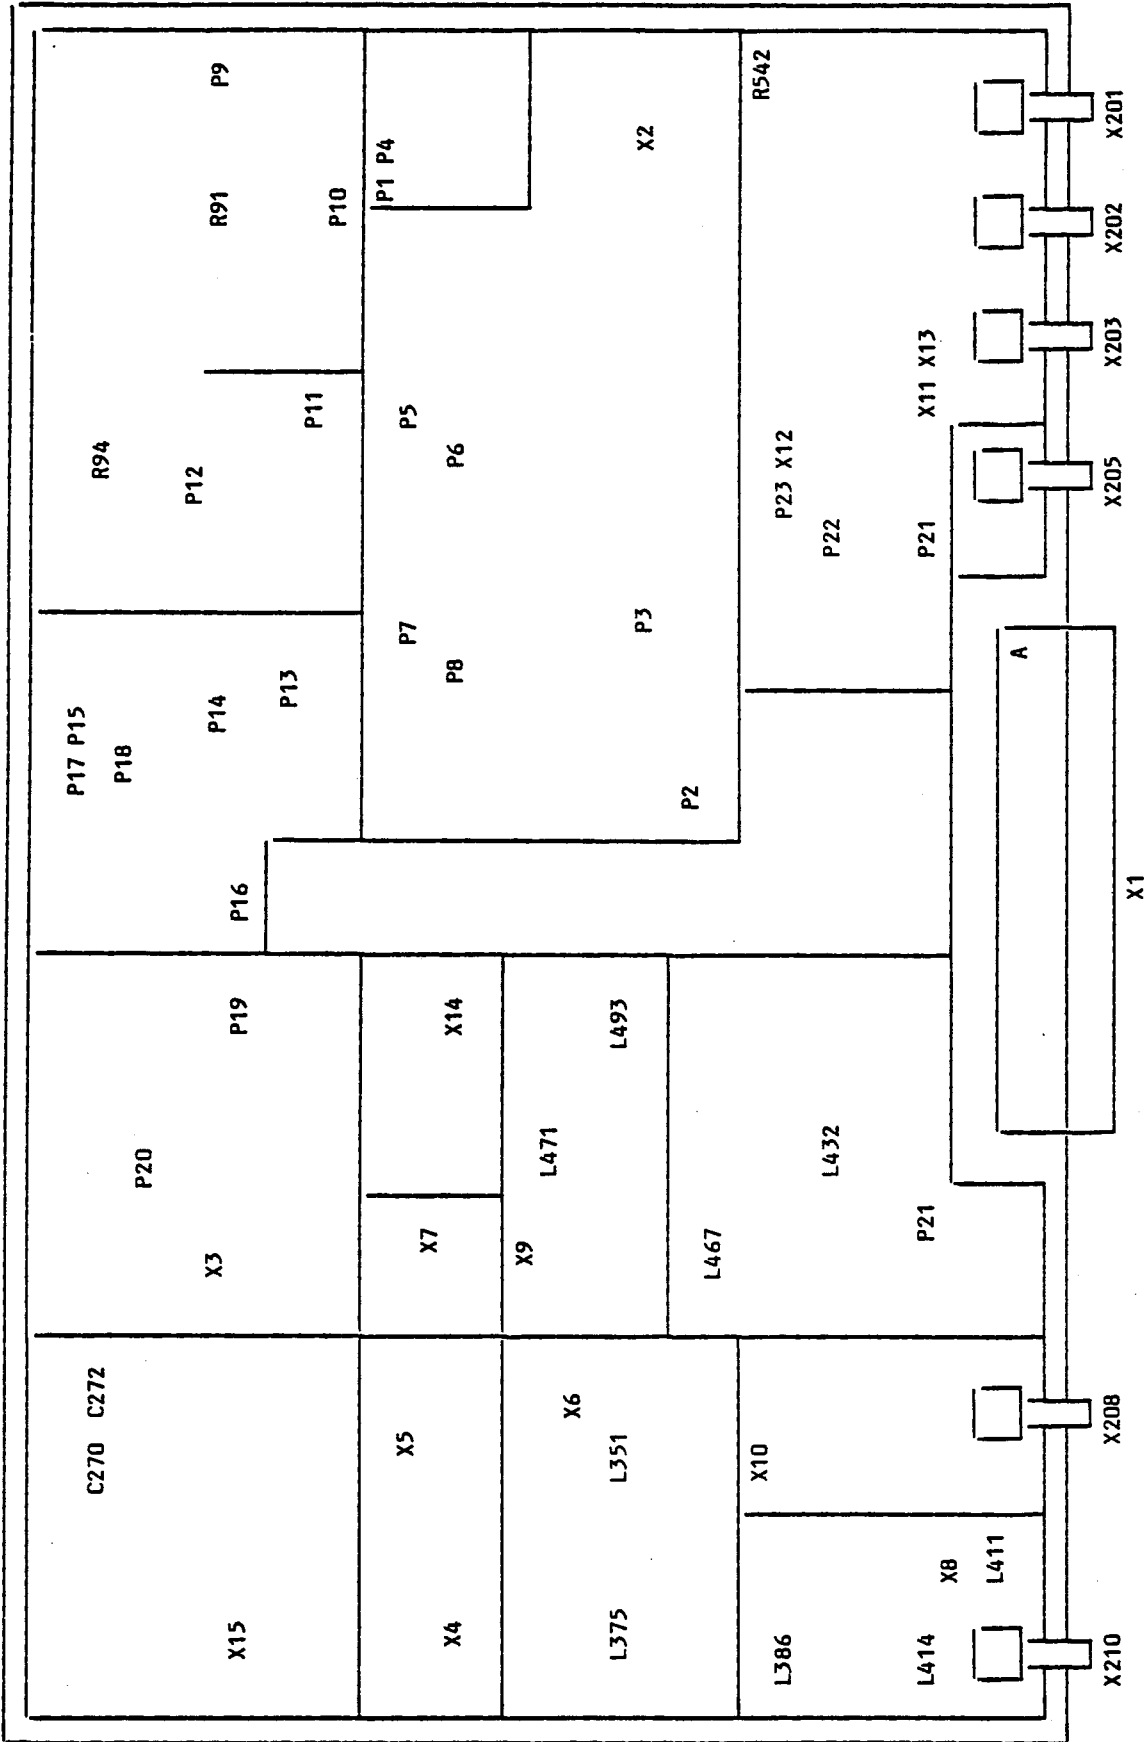 P17 P15
C270 C272 R94
P18
P20
P12
X3 P14 R91 P9
X15 P19 P16
P13
P11
P10
P1 P4
X5 P7 P5
X7
X4 X14 P8 P6
X9
L471
X6
L375 L351 L493
P3 X2
P2
L467
X10 R542
L386 P23 X12
L432 P22
L414 P21 P21 X11 X13
X8
L411
A
X210 X208 X205 X203 X202 X201
X1